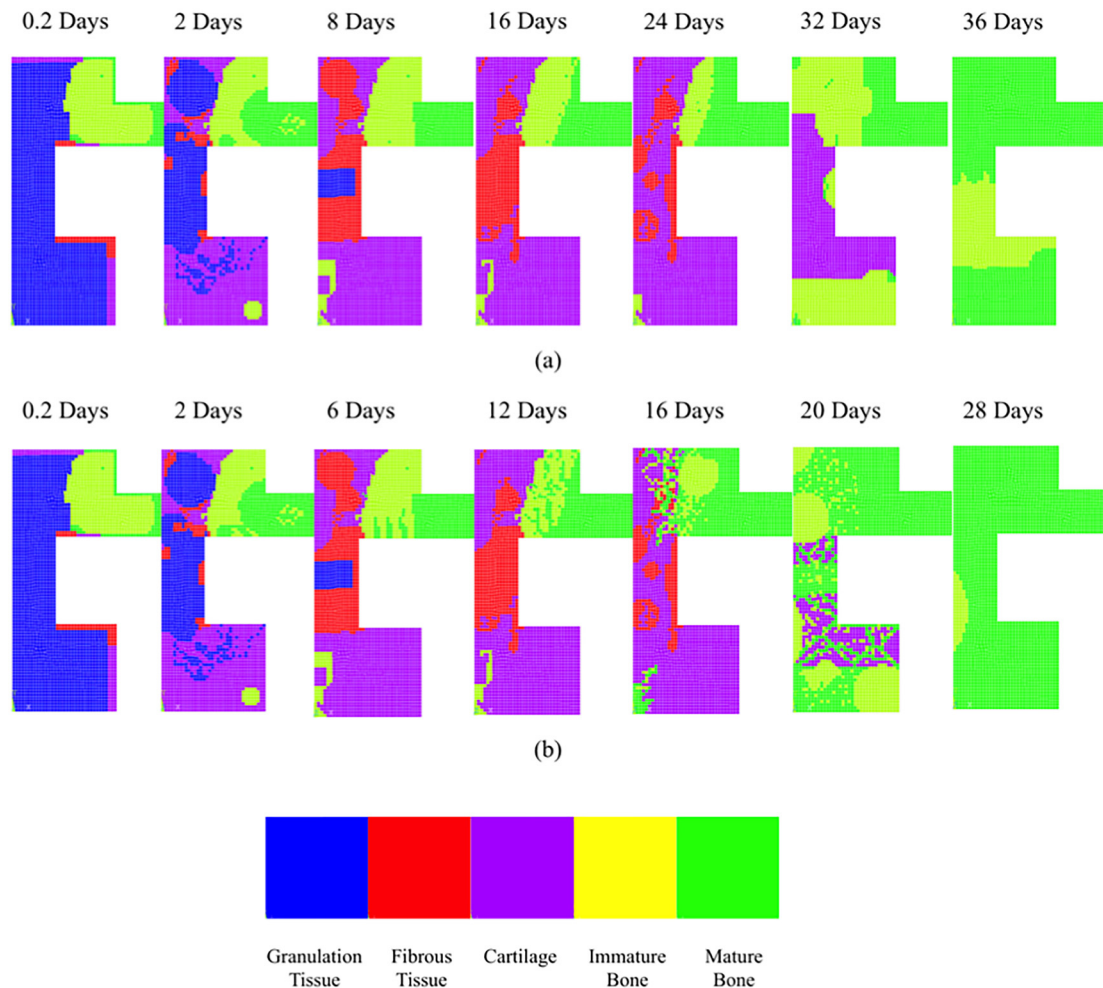 0.2 Days 2 Days 8 Days 16 Days 24 Days 32 Days 36 Days
(a)
0.2 Days 2 Days 6 Days 12 Days 16 Days 20 Days 28 Days
(b)
Granulation Fibrous Cartilage Immature Mature
Tissue Tissue Bone Bone